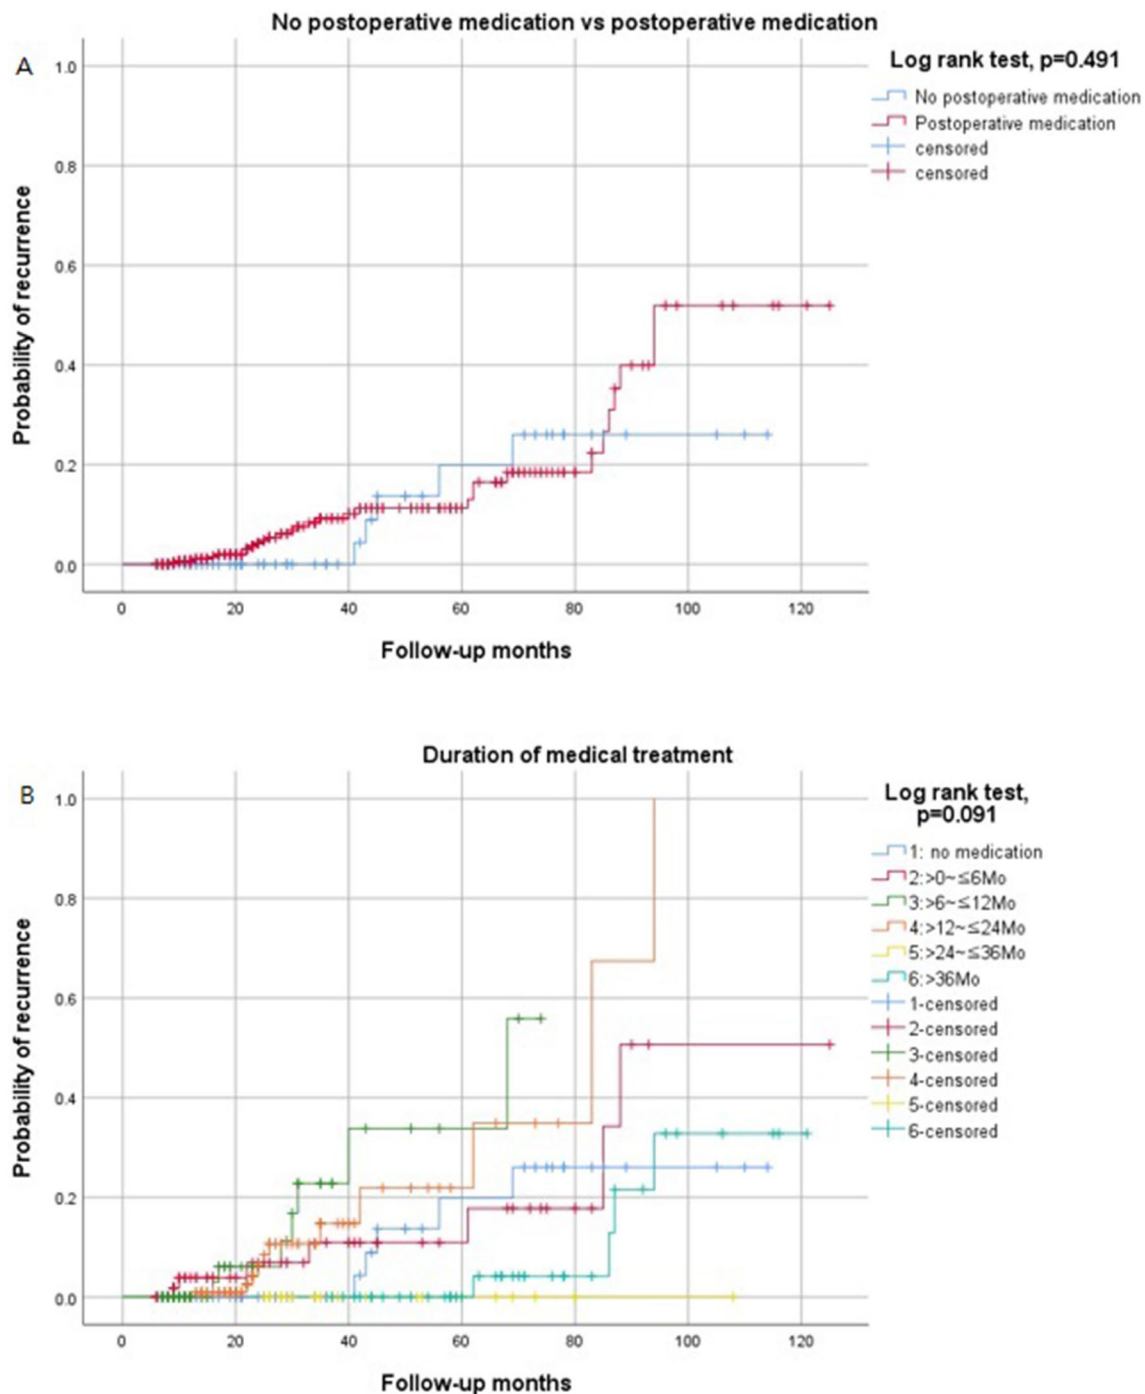 No postoperative medication vs postoperative medication
A
Log rank test, p=0.491
No postoperative medication
Postoperative medication
censored
censored
Probability of recurrence
1.0
0.8
0.6
0.4
0.2
0.0
0 20 40 60 80 100 120
Follow-up months
Duration of medical treatment
B
Log rank test,
p=0.091
1: no medication
2:>0~≤6Mo
3:>6~≤12Mo
4:>12~≤24Mo
5:>24~≤36Mo
6:>36Mo
1-censored
2-censored
3-censored
4-censored
5-censored
6-censored
Probability of recurrence
1.0
0.8
0.6
0.4
0.2
0.0
0 20 40 60 80 100 120
Follow-up months